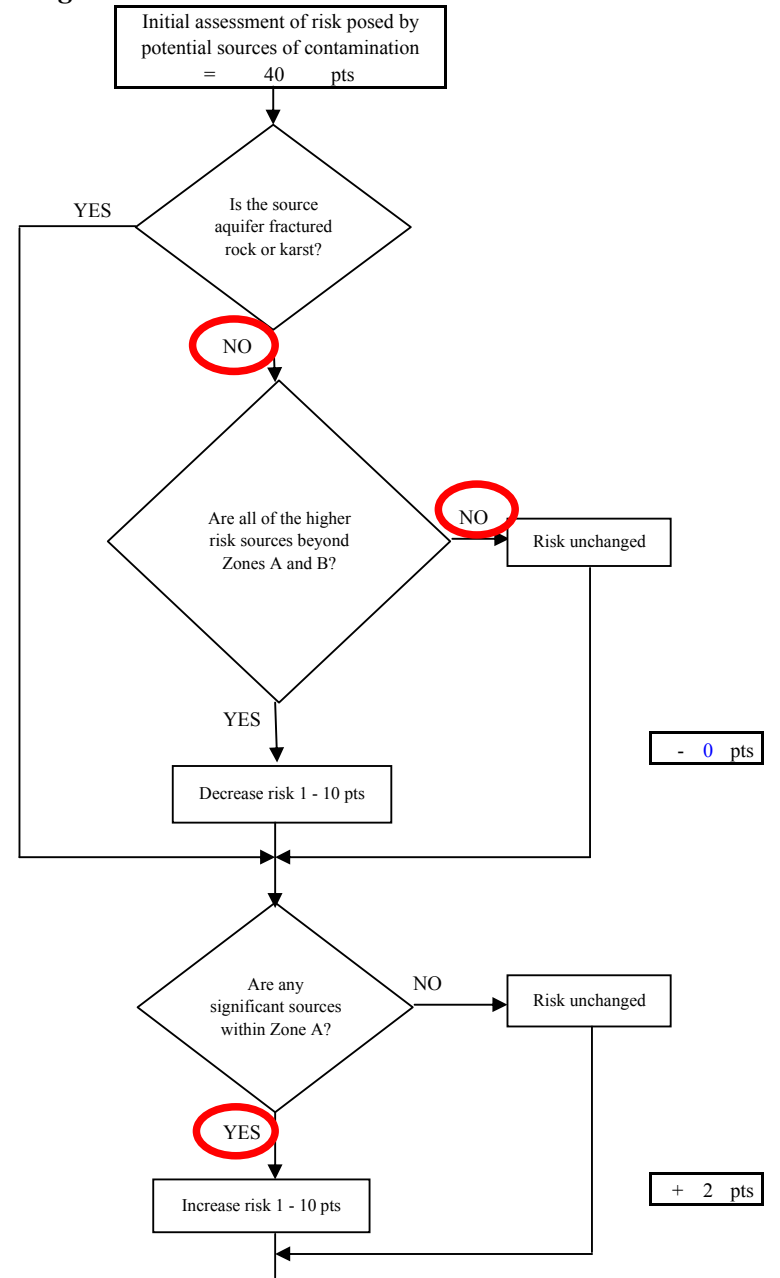 Initial assessment of risk posed by
potential sources of contamination
= 40 pts
YES
Is the source
aquifer fractured
rock or karst?
NO
Are all of the higher
risk sources beyond
Zones A and B?
NO
Risk unchanged
YES
- 0 pts
Decrease risk 1 - 10 pts
Are any
significant sources
within Zone A?
NO
Risk unchanged
YES
+ 2 pts
Increase risk 1 - 10 pts